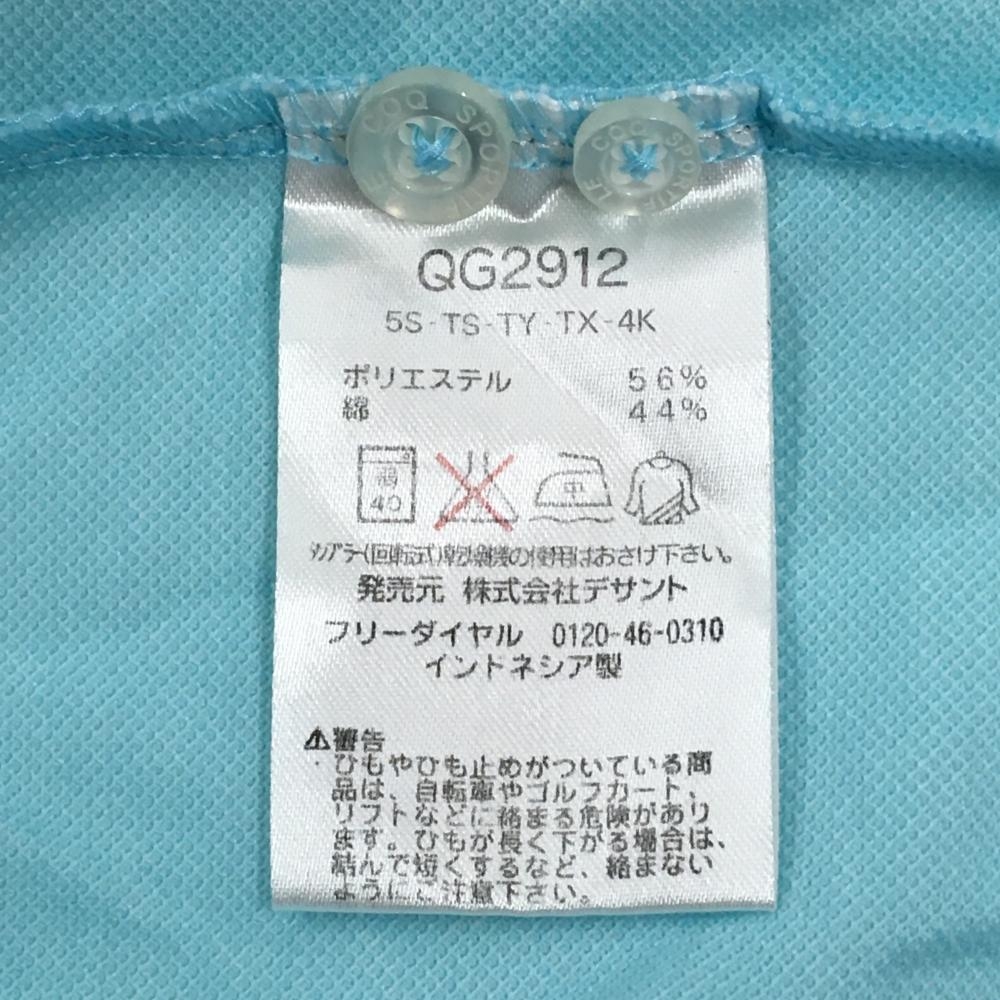 COQ SPORTIF
LE COQ SPORTIF
QG2912
5S-TS-TY-TX-4K
ポリエステル 56%
綿 44%
40
中
タンブラー(回転式)乾燥機の使用はおさけ下さい。
発売元 株式会社デサント
フリーダイヤル 0120-46-0310
インドネシア製
⚠警告
・ひもやひも止めがついている商
品は、自転車やゴルフカート、
リフトなどに絡まる危険があり
ます。ひもが長く下がる場合は、
結んで短くするなど、絡まない
ようにご注意下さい。